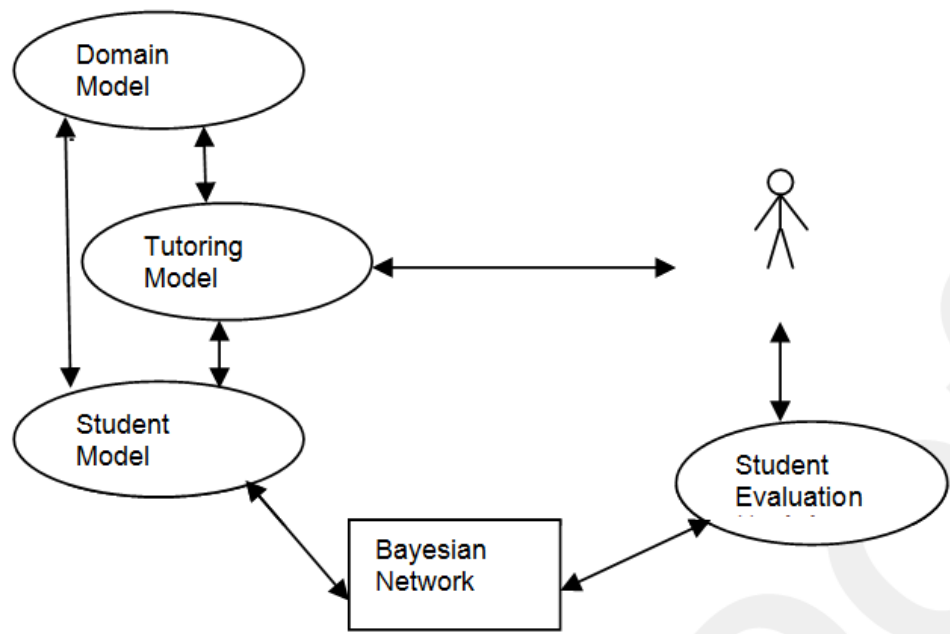 Domain
Model
Tutoring
Model
Student
Model
Student
Evaluation
Bayesian
Network